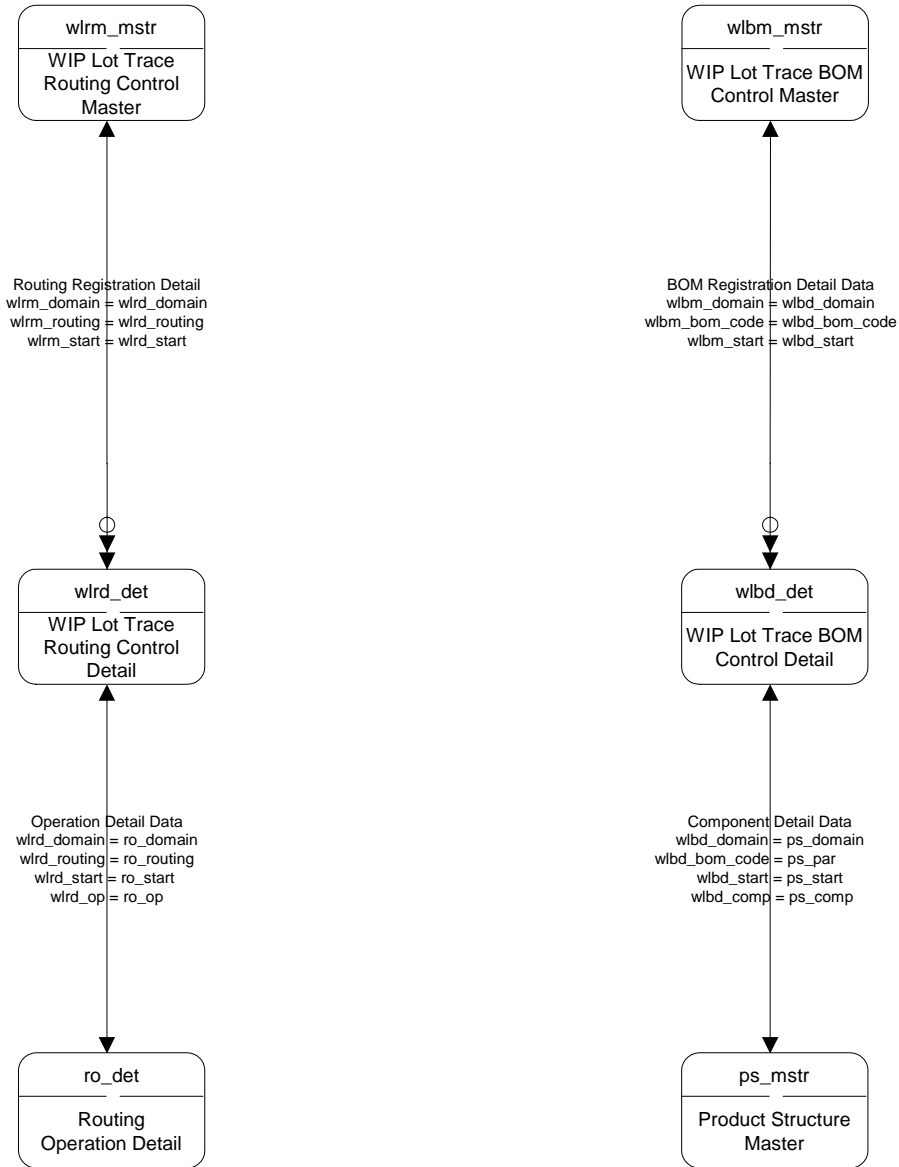 wlrm_mstr
WIP Lot Trace
Routing Control
Master
wlbm_mstr
WIP Lot Trace BOM
Control Master
Routing Registration Detail
wlrm_domain = wlrd_domain
wlrm_routing = wlrd_routing
wlrm_start = wlrd_start
BOM Registration Detail Data
wlbm_domain = wlbd_domain
wlbm_bom_code = wlbd_bom_code
wlbm_start = wlbd_start
wlrd_det
WIP Lot Trace
Routing Control
Detail
wlbd_det
WIP Lot Trace BOM
Control Detail
Operation Detail Data
wlrd_domain = ro_domain
wlrd_routing = ro_routing
wlrd_start = ro_start
wlrd_op = ro_op
Component Detail Data
wlbd_domain = ps_domain
wlbd_bom_code = ps_par
wlbd_start = ps_start
wlbd_comp = ps_comp
ro_det
Routing
Operation Detail
ps_mstr
Product Structure
Master